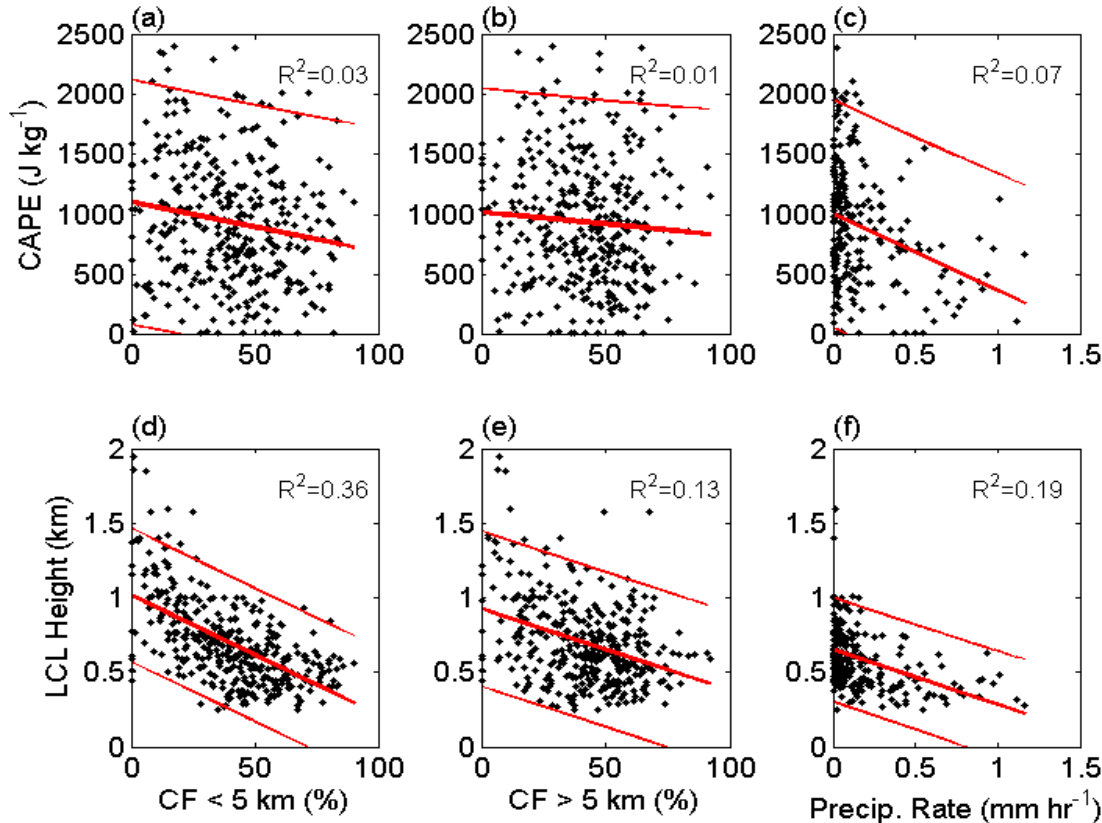 (a) (b) (c)
2500 2500 2500
R²=0.03 R²=0.01 R²=0.07
2000 2000 2000
1500 1500 1500
CAPE (J kg⁻¹)
1000 1000 1000
500 500 500
0 0 0
0 50 100 0 50 100 0 0.5 1 1.5
(d) (e) (f)
2 2 2
R²=0.36 R²=0.13 R²=0.19
1.5 1.5 1.5
LCL Height (km)
1 1 1
0.5 0.5 0.5
0 0 0
0 50 100 0 50 100 0 0.5 1 1.5
CF < 5 km (%) CF > 5 km (%) Precip. Rate (mm hr⁻¹)